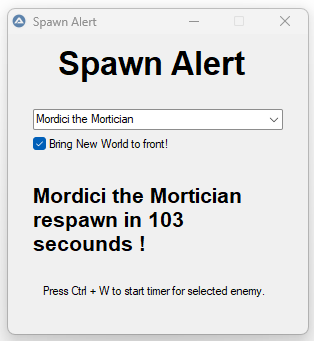 Spawn Alert
Spawn Alert
Mordici the Mortician
Bring New World to front!
Mordici the Mortician
respawn in 103
secounds !
Press Ctrl + W to start timer for selected enemy.